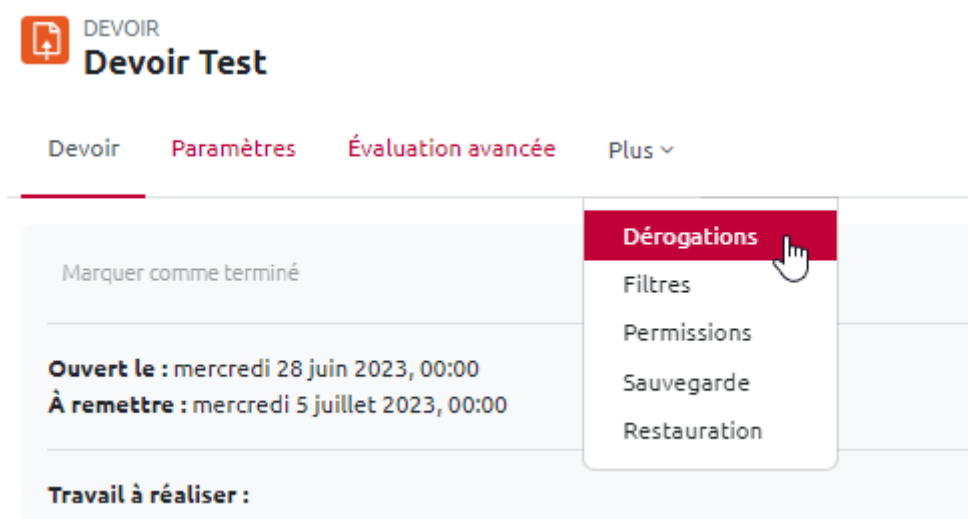 DEVOIR
Devoir Test
Devoir Paramètres Évaluation avancée Plus
Dérogations
Filtres
Permissions
Sauvegarde
Restauration
Marquer comme terminé
Ouvert le : mercredi 28 juin 2023, 00:00
À remettre : mercredi 5 juillet 2023, 00:00
Travail à réaliser :